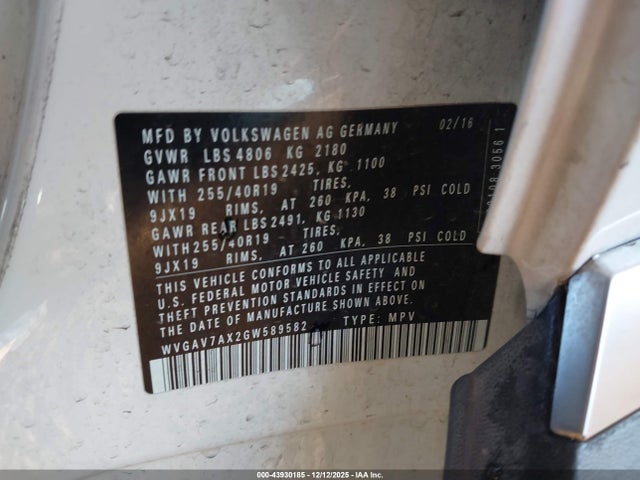 MFD BY VOLKSWAGEN AG GERMANY 02/16
GVWR LBS 4806 KG 2180
GAWR FRONT LBS 2425, KG 1100
WITH 255/40R19 TIRES,
9JX19 RIMS, AT 260 KPA, 38 PSI COLD
GAWR REAR LBS 2491, KG 1130
WITH 255/40R19 TIRES,
9JX19 RIMS, AT 260 KPA, 38 PSI COLD
THIS VEHICLE CONFORMS TO ALL APPLICABLE
U.S. FEDERAL MOTOR VEHICLE SAFETY AND
THEFT PREVENTION STANDARDS IN EFFECT ON
THE DATE OF MANUFACTURE SHOWN ABOVE.
WVGAV7AX2GW589582 TYPE: MPV
3056 1
000-43930165 - 12/12/2025 - IAA Inc.